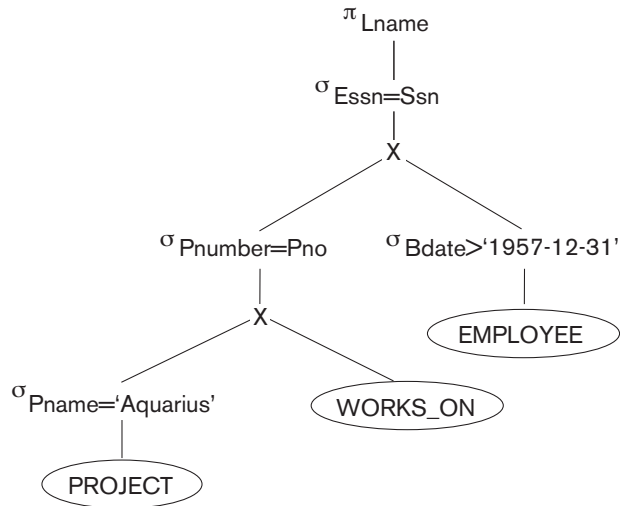 π Lname
σ Essn=Ssn
X
σ Pnumber=Pno
σ Bdate>‘1957-12-31’
X
EMPLOYEE
σ Pname=‘Aquarius’
WORKS_ON
PROJECT